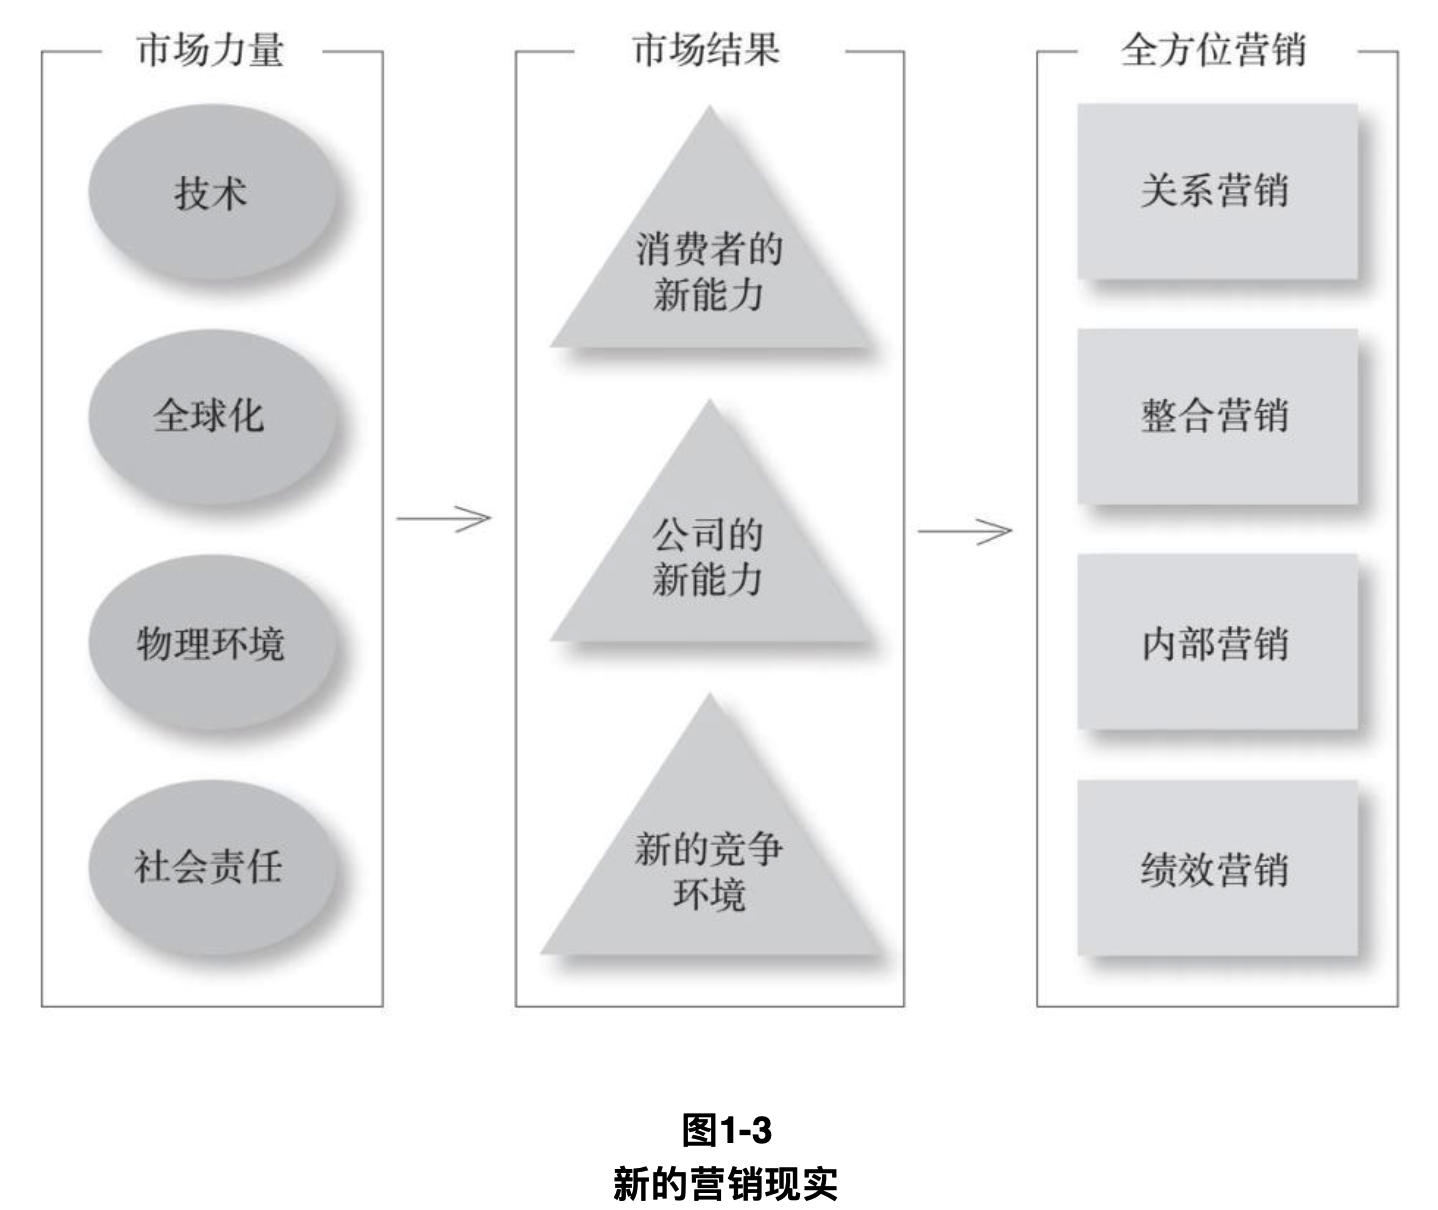 市场力量
技术
全球化
物理环境
社会责任
市场结果
消费者的
新能力
公司的
新能力
新的竞争
环境
全方位营销
关系营销
整合营销
内部营销
绩效营销
图1-3
新的营销现实